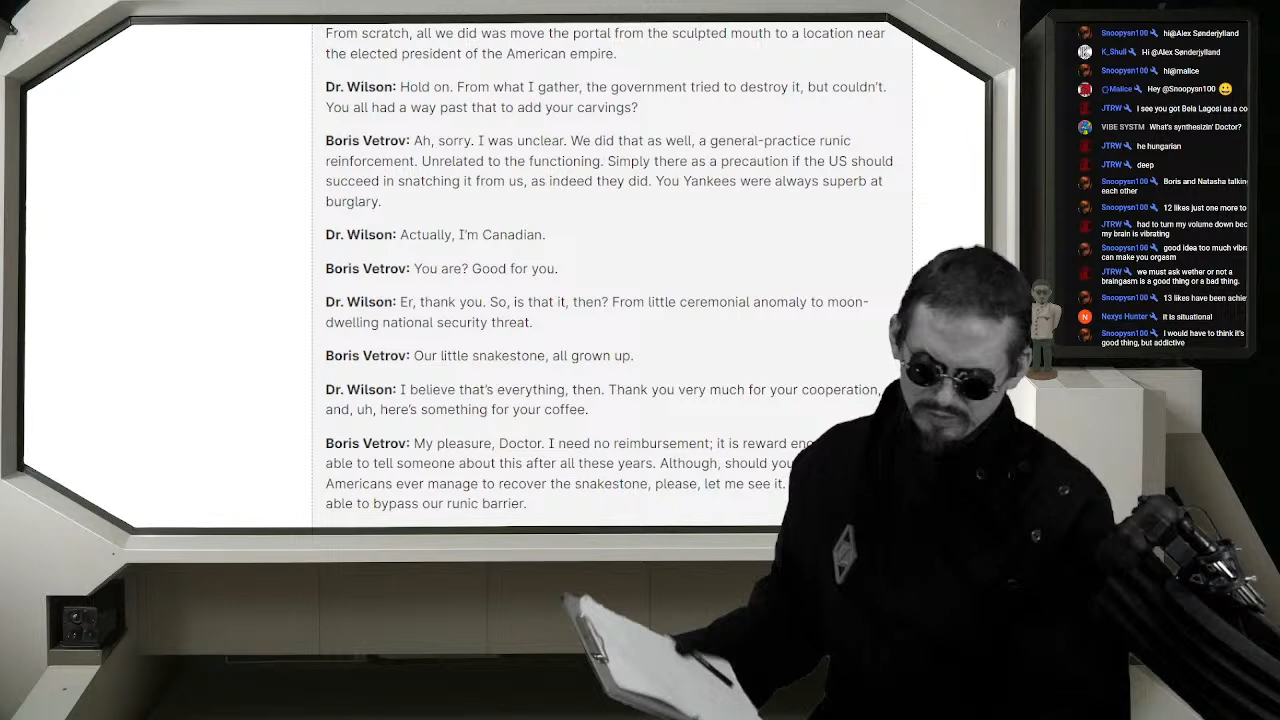 From scratch, all we did was move the portal from the sculpted mouth to a location near
the elected president of the American empire.
Dr. Wilson: Hold on. From what I gather, the government tried to destroy it, but couldn't.
You all had a way past that to add your carvings?
Boris Vetrov: Ah, sorry. I was unclear. We did that as well, a general-practice runic
reinforcement. Unrelated to the functioning. Simply there as a precaution if the US should
succeed in snatching it from us, as indeed they did. You Yankees were always superb at
burglary.
Dr. Wilson: Actually, I'm Canadian.
Boris Vetrov: You are? Good for you.
Dr. Wilson: Er, thank you. So, is that it, then? From little ceremonial anomaly to moon-
dwelling national security threat.
Boris Vetrov: Our little snakestone, all grown up.
Dr. Wilson: I believe that's everything, then. Thank you very much for your cooperation,
and, uh, here's something for your coffee.
Boris Vetrov: My pleasure, Doctor. I need no reimbursement; it is reward
able to tell someone about this after all these years. Although, should you
Americans ever manage to recover the snakestone, please, let me see it.
able to bypass our runic barrier.
Snoopysn100 hi@Alex Sønderjylland
K_Shull Hi @Alex Sønderjylland
Snoopysn100 hi@malice
Malice Hey @Snoopysn100 😀
JTRW I see you got Bela Lagosi as a co
VIBE SYSTM What's synthesizin' Doctor?
JTRW he hungarian
JTRW deep
Snoopysn100 Boris and Natasha talkin
each other
Snoopysn100 12 likes just one more to
JTRW had to turn my volume down bec
my brain is vibrating
Snoopysn100 good idea too much vibr
can make you orgasm
JTRW we must ask wether or not a
braingasm is a good thing or a bad thing.
Snoopysn100 13 likes have been achie
Nexys Hunter it is situational
Snoopysn100 I would have to think it's
good thing, but addictive